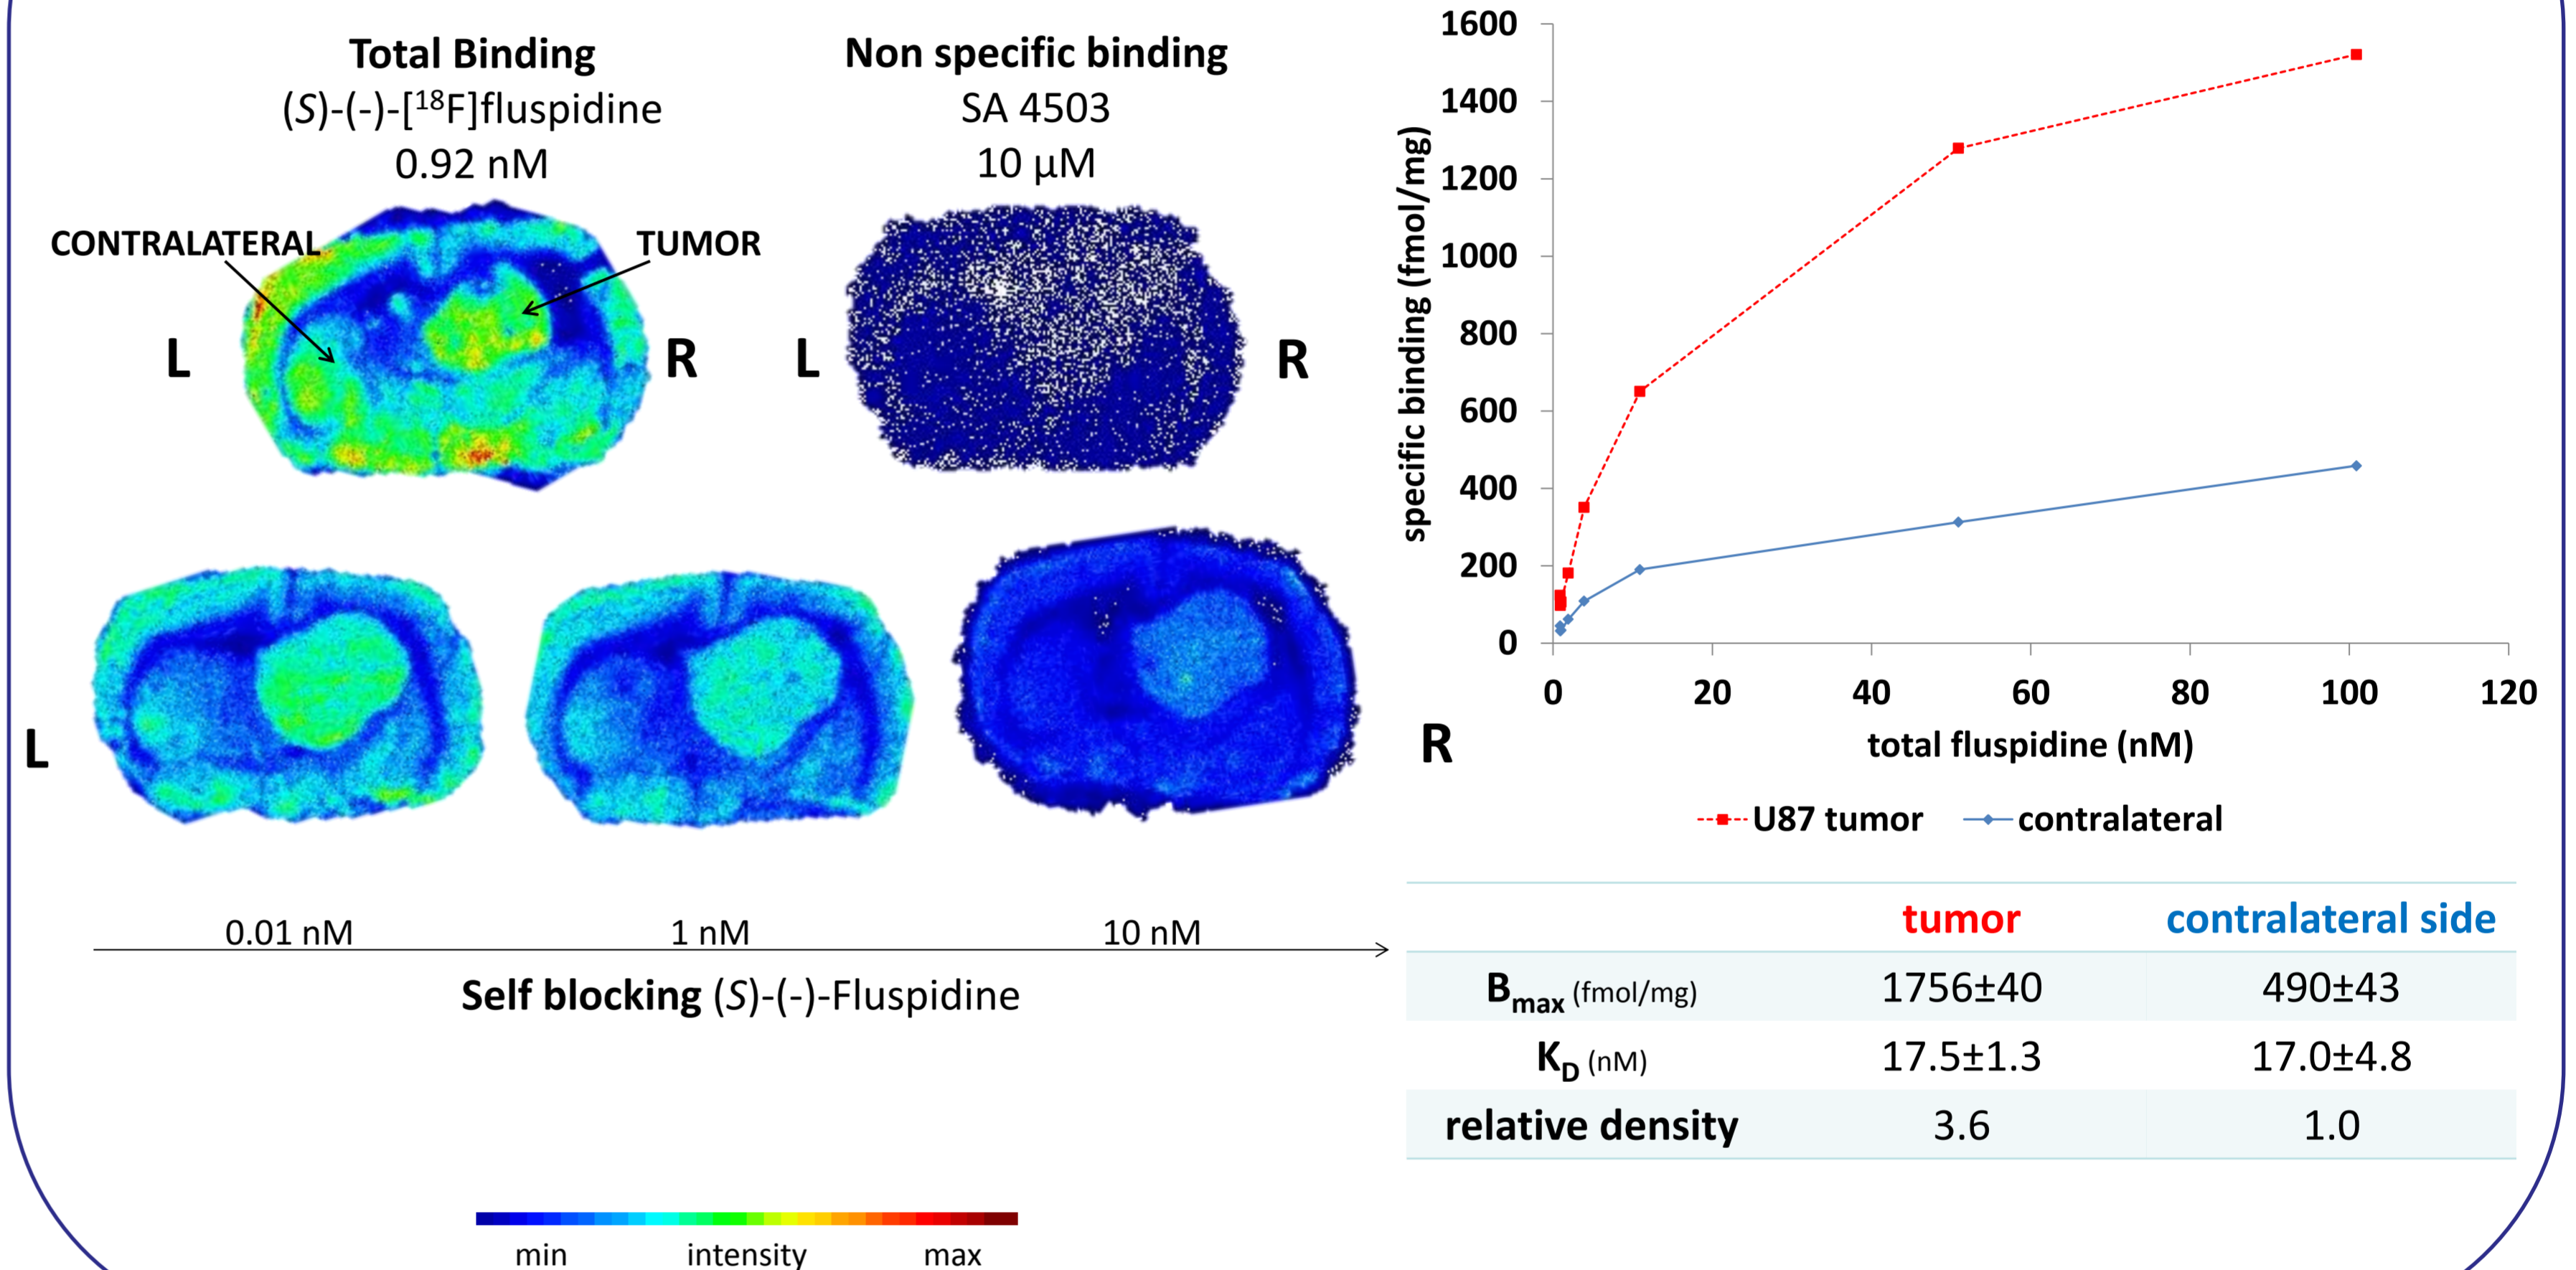 Total Binding
(S)-(-)-[¹⁸F]fluspidine
0.92 nM
Non specific binding
SA 4503
10 µM
CONTRALATERAL
TUMOR
L
R
L
R
L
R
0.01 nM
1 nM
10 nM
Self blocking (S)-(-)-Fluspidine
min
intensity
max
specific binding (fmol/mg)
1600
1400
1200
1000
800
600
400
200
0
0
20
40
60
80
100
120
total fluspidine (nM)
U87 tumor
contralateral
tumor contralateral side
Bmax (fmol/mg) 1756±40 490±43
KD (nM) 17.5±1.3 17.0±4.8
relative density 3.6 1.0